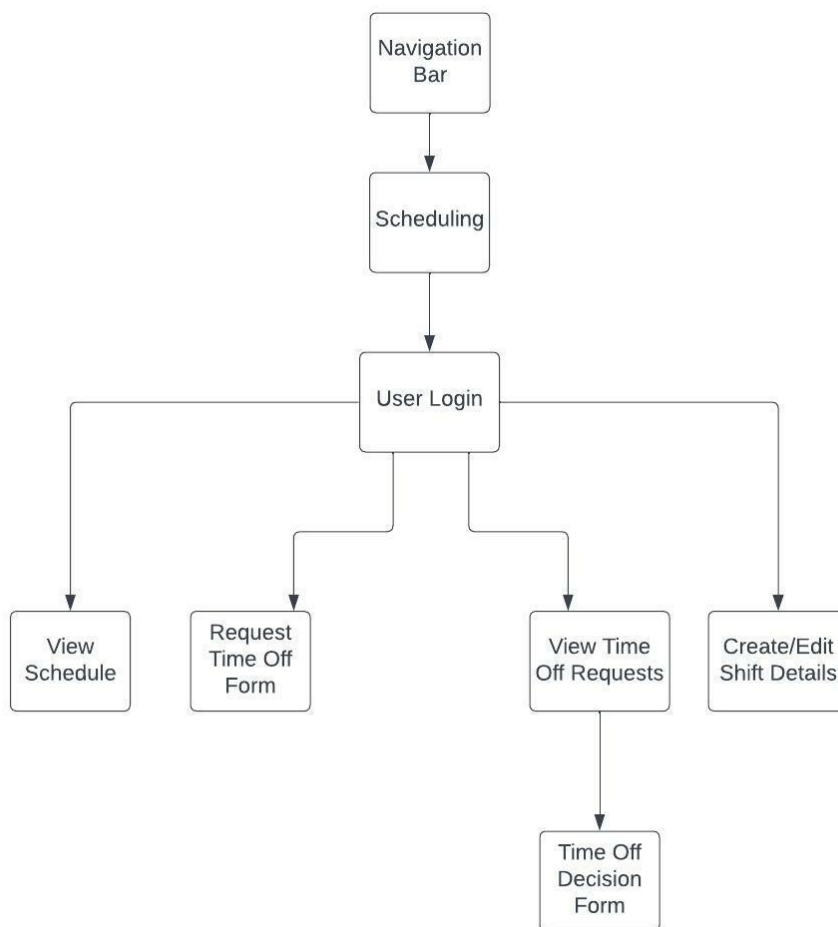 Navigation
Bar
Scheduling
User Login
View
Schedule
Request
Time Off
Form
View Time
Off Requests
Create/Edit
Shift Details
Time Off
Decision
Form